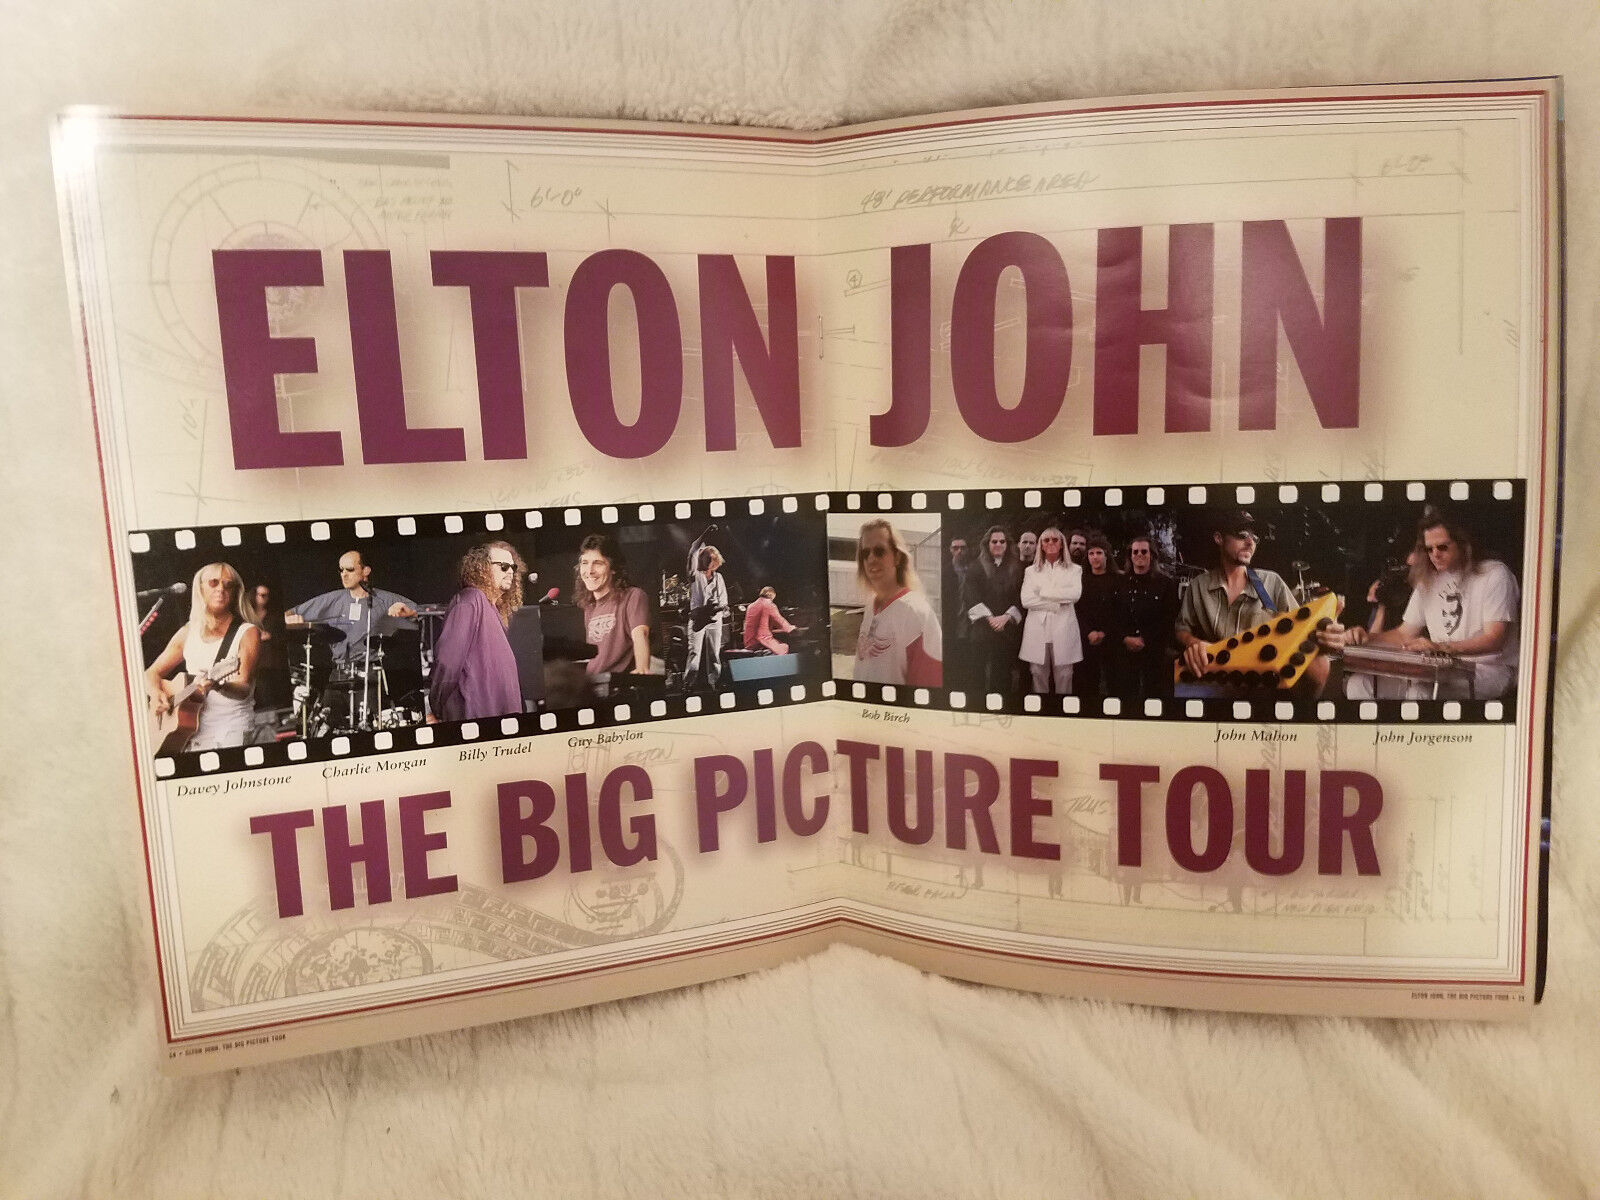 6'-0"
48' PERFORMANCE AREA
6'-0"
ELTON JOHN
10'-
Davey Johnstone
Charlie Morgan
Billy Trudel
Guy Babylon
Bob Birch
John Mahon
John Jorgenson
ELTON
THE BIG PICTURE TOUR
ELTON JOHN, THE BIG PICTURE TOUR
ELTON JOHN, THE BIG PICTURE TOUR